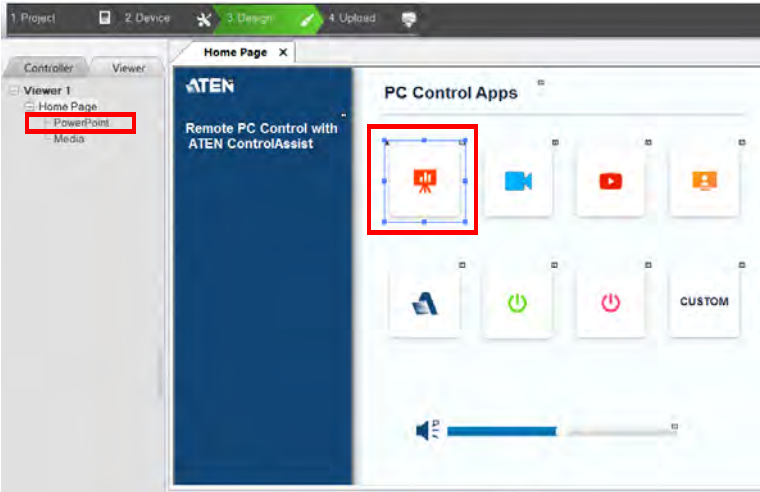 1. Project
2. Device
3. Design
4. Upload
Home Page X
Controller
Viewer
Viewer 1
Home Page
PowerPoint
Media
ATEN
Remote PC Control with
ATEN ControlAssist
PC Control Apps
CUSTOM